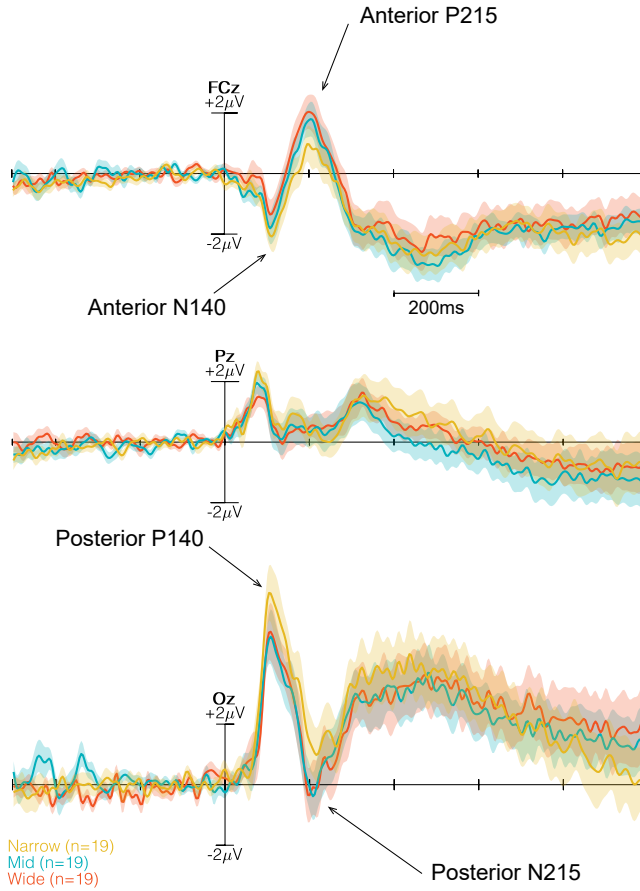 Anterior P215
FCz
+2μV
-2μV
Anterior N140
200ms
Pz
+2μV
-2μV
Posterior P140
Oz
+2μV
-2μV
Narrow (n=19)
Mid (n=19)
Wide (n=19)
Posterior N215